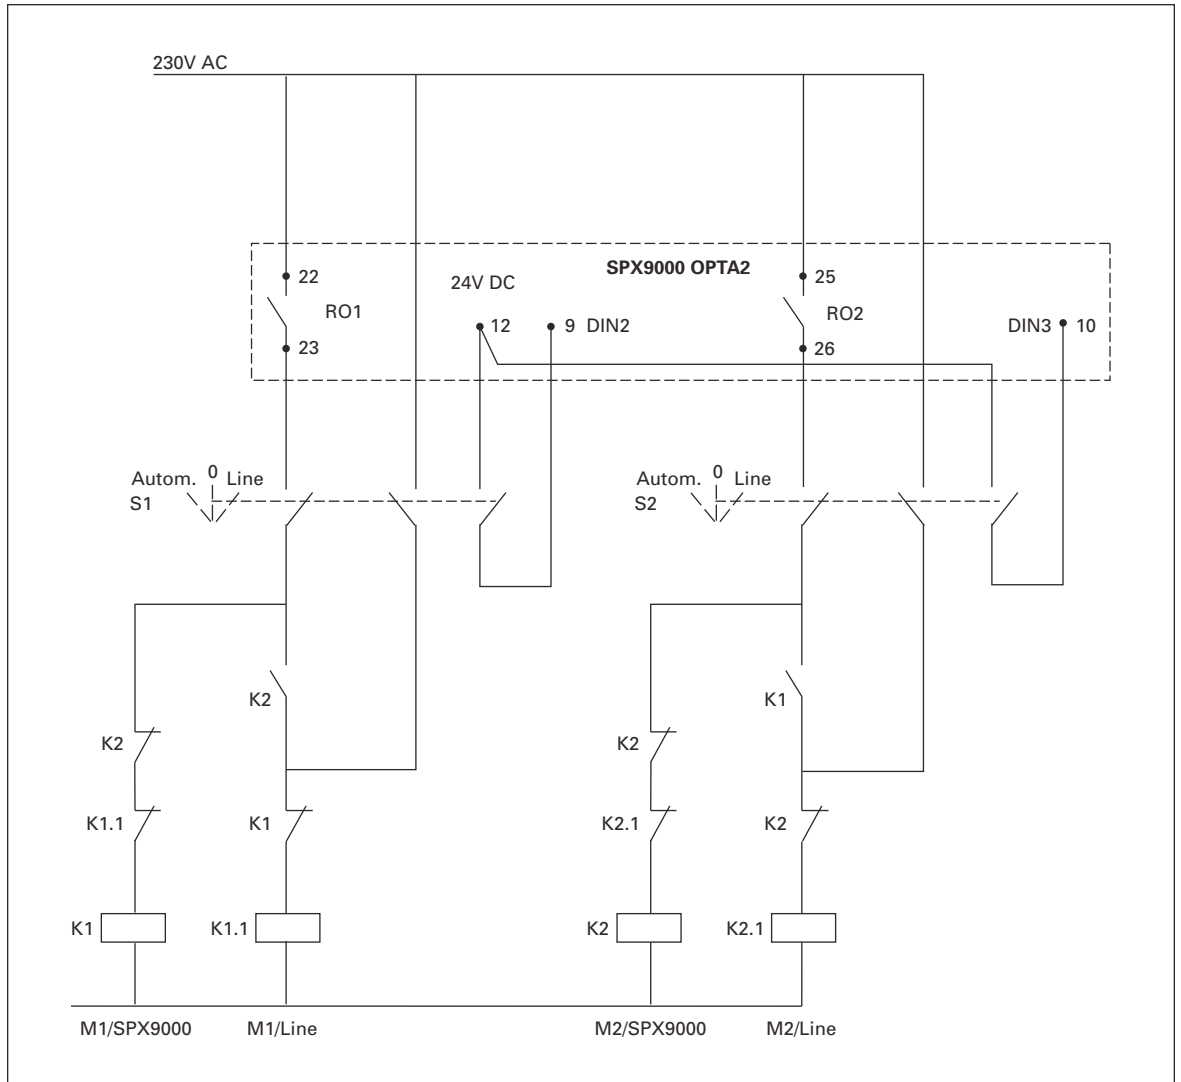 230V AC
SPX9000 OPTA2
22
24V DC
25
RO1
RO2
12
9 DIN2
DIN3
10
23
26
Autom. 0 Line
S1
Autom. 0 Line
S2
K2
K1
K2
K2
K1.1
K1
K2.1
K2
K1
K1.1
K2
K2.1
M1/SPX9000
M1/Line
M2/SPX9000
M2/Line